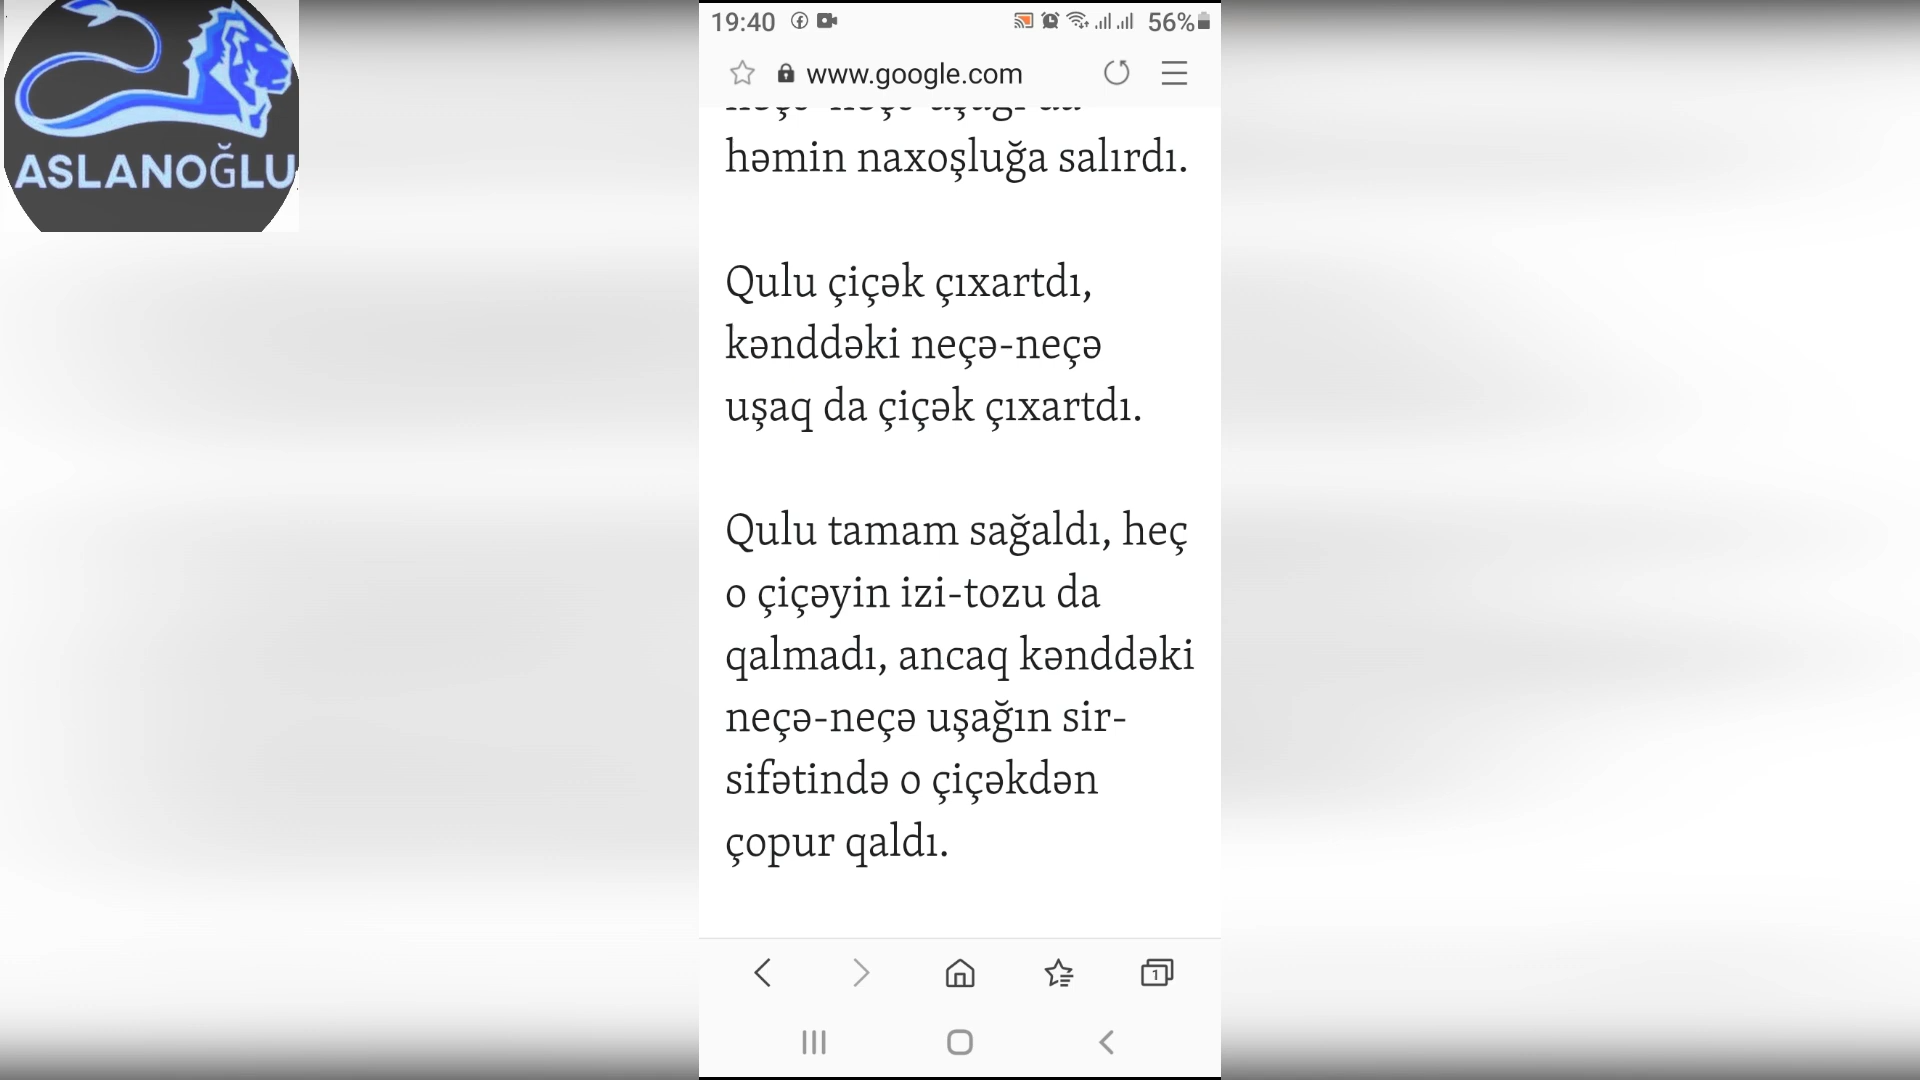 ASLANOĞLU
19:40
56%
www.google.com
həmin naxoşluğa salırdı.
Qulu çiçək çıxartdı,
kənddəki neçə-neçə
uşaq da çiçək çıxartdı.
Qulu tamam sağaldı, heç
o çiçəyin izi-tozu da
qalmadı, ancaq kənddəki
neçə-neçə uşağın sir-
sifətində o çiçəkdən
çopur qaldı.
1